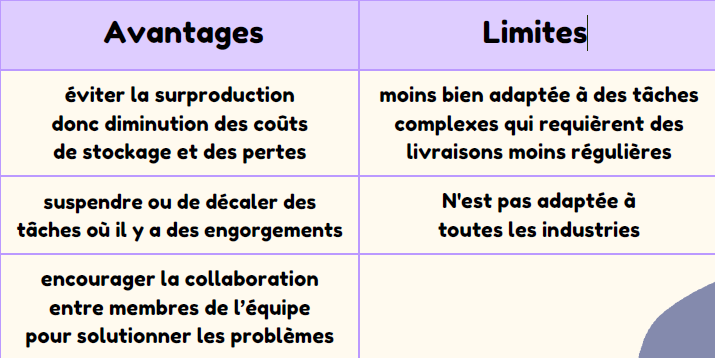 Avantages
Limites
éviter la surproduction
donc diminution des coûts
de stockage et des pertes
moins bien adaptée à des tâches
complexes qui requièrent des
livraisons moins régulières
suspendre ou de décaler des
tâches où il y a des engorgements
N'est pas adaptée à
toutes les industries
encourager la collaboration
entre membres de l’équipe
pour solutionner les problèmes